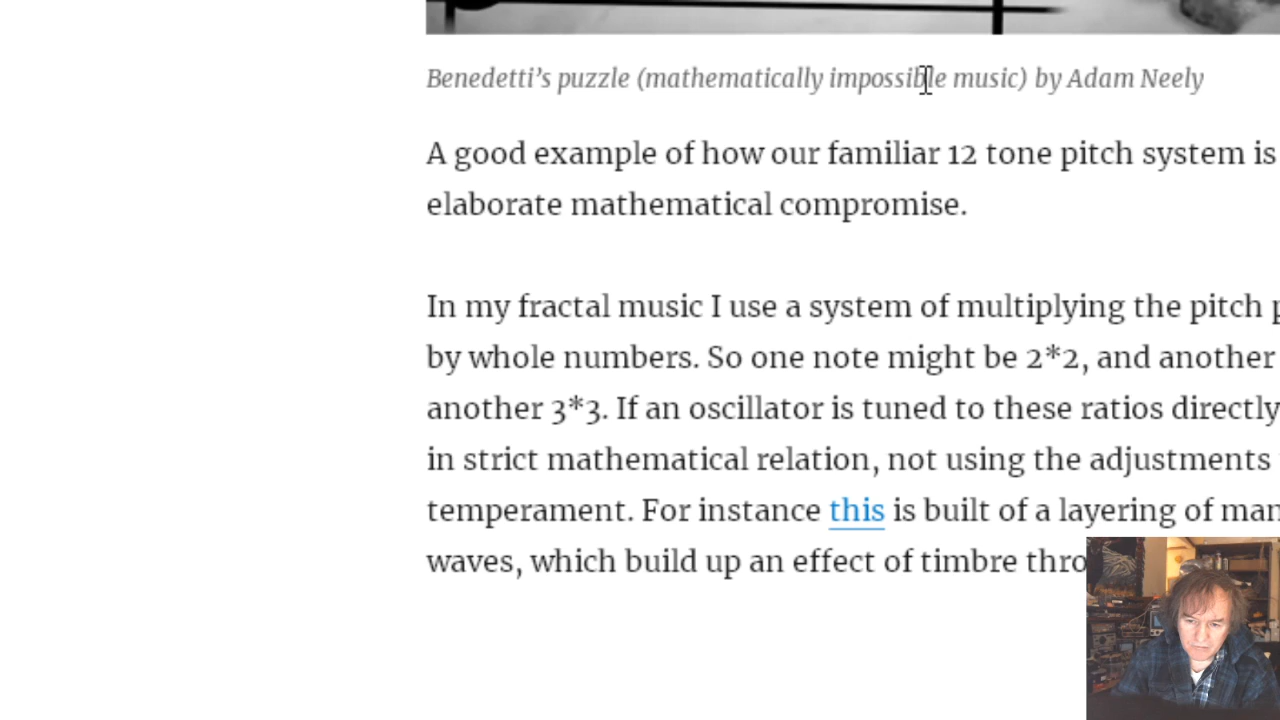 Benedetti’s puzzle (mathematically impossible music) by Adam Neely
A good example of how our familiar 12 tone pitch system is
elaborate mathematical compromise.
In my fractal music I use a system of multiplying the pitch
by whole numbers. So one note might be 2*2, and another
another 3*3. If an oscillator is tuned to these ratios directly
in strict mathematical relation, not using the adjustments
temperament. For instance this is built of a layering of
waves, which build up an effect of timbre